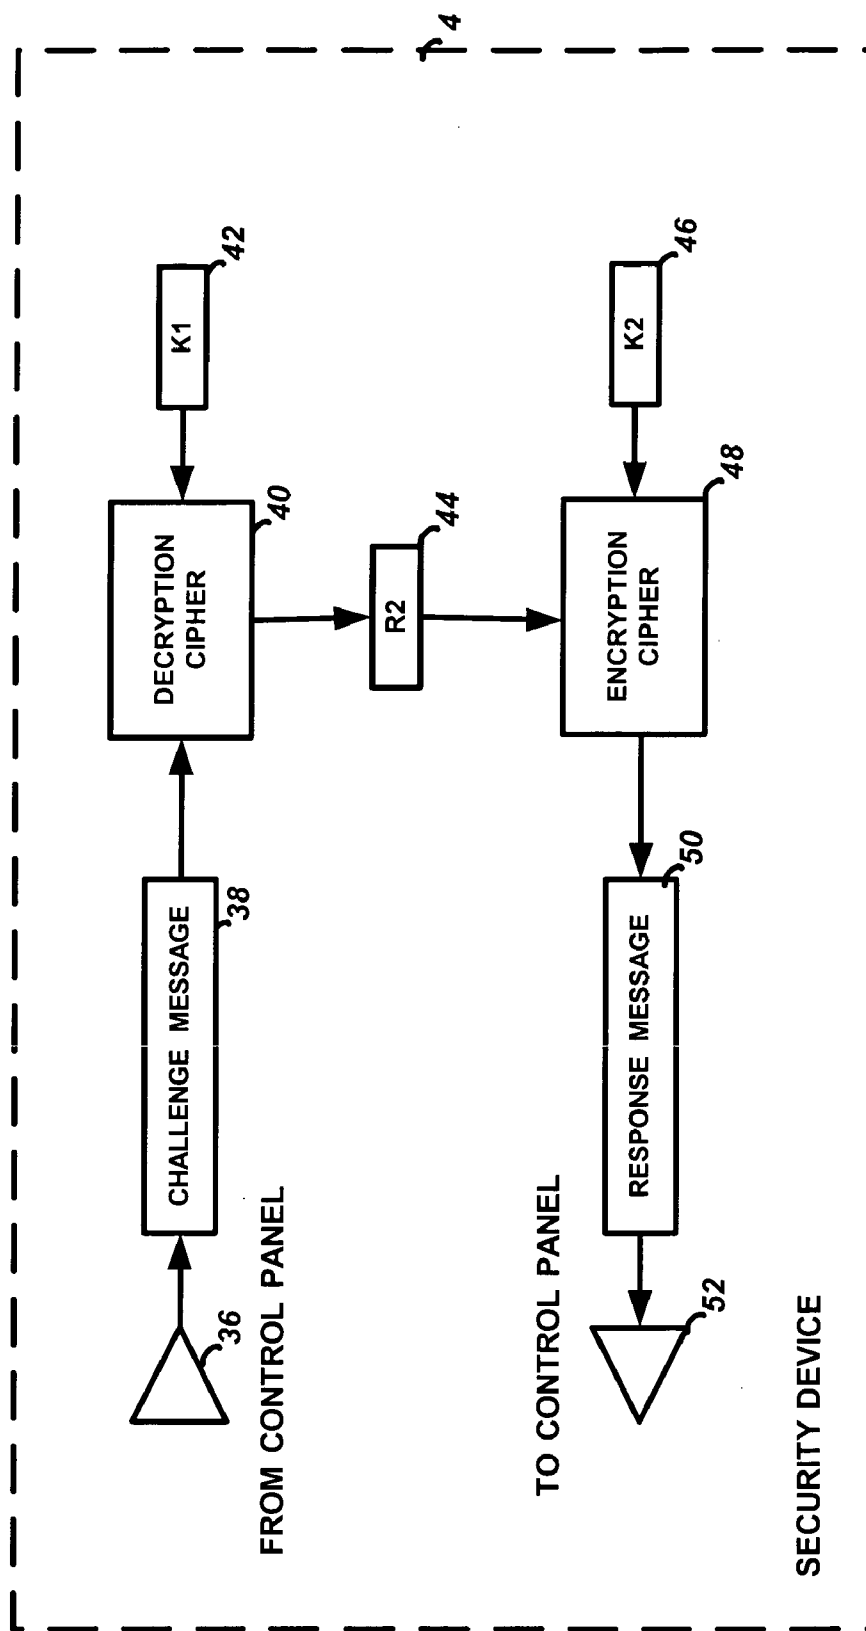 4
K1
42
DECRYPTION
CIPHER
40
CHALLENGE MESSAGE
38
36
FROM CONTROL PANEL
R2
44
K2
46
ENCRYPTION
CIPHER
48
RESPONSE MESSAGE
50
52
TO CONTROL PANEL
SECURITY DEVICE